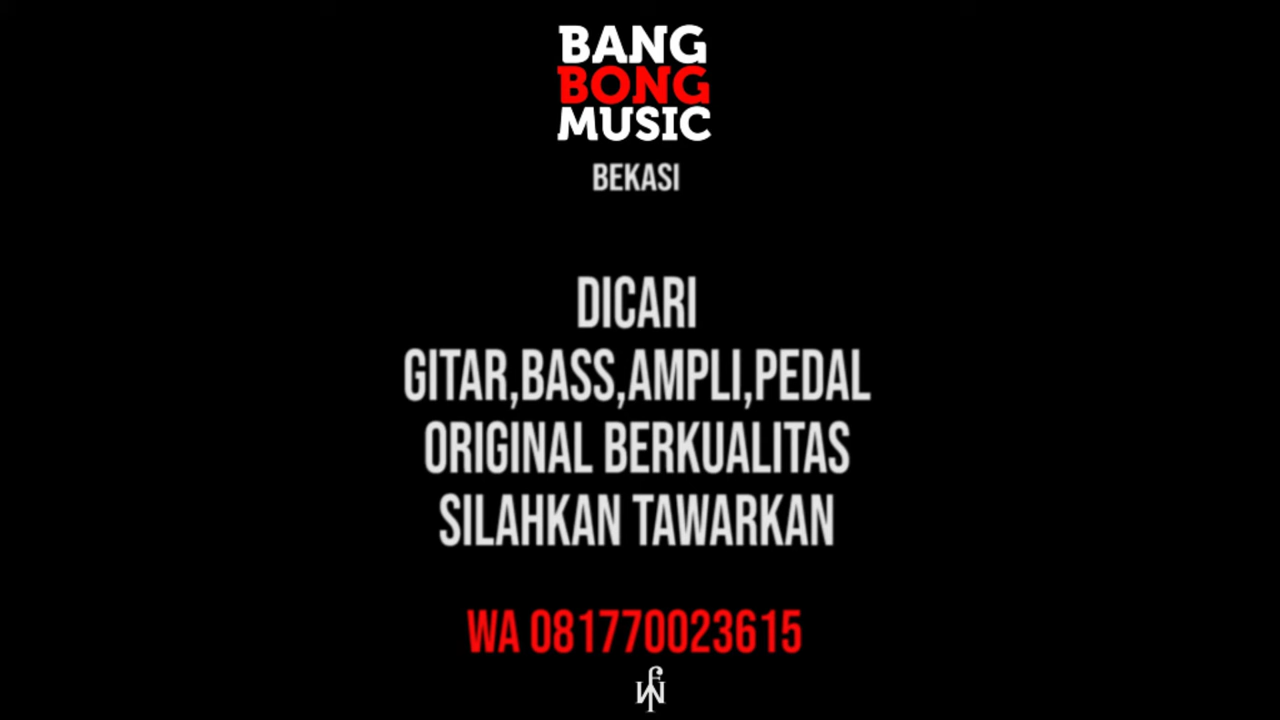 BANG
BONG
MUSIC
BEKASI
DICARI
GITAR,BASS,AMPLI,PEDAL
ORIGINAL BERKUALITAS
SILAHKAN TAWARKAN
WA 081770023615